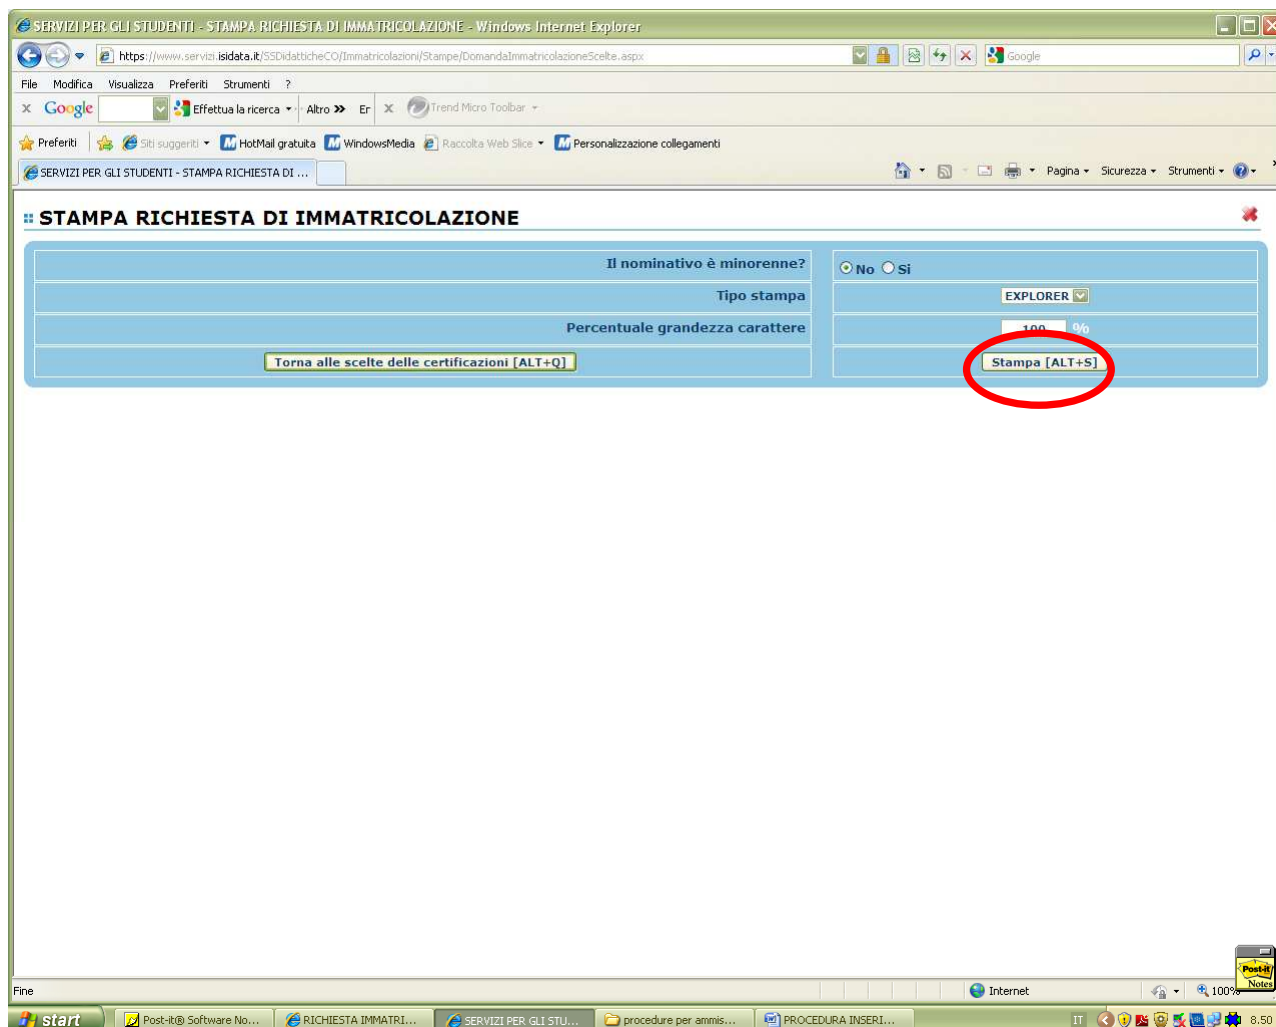 SERVIZI PER GLI STUDENTI - STAMPA RICHIESTA DI IMMATRICOLAZIONE - Windows Internet Explorer
https://www.servizi.isidata.it/SSDidatticheCO/Immatricolazioni/Stampe/DomandaImmatricolazioneScelte.aspx
Google
File Modifica Visualizza Preferiti Strumenti ?
x Google Effettua la ricerca Altro >> Er x Trend Micro Toolbar
Preferiti Siti suggeriti HotMail gratuita WindowsMedia Raccolta Web Slice Personalizzazione collegamenti
SERVIZI PER GLI STUDENTI - STAMPA RICHIESTA DI ... Pagina Sicurezza Strumenti
STAMPA RICHIESTA DI IMMATRICOLAZIONE
Il nominativo è minorenne? No Si
Tipo stampa EXPLORER
Percentuale grandezza carattere 100 %
Torna alle scelte delle certificazioni [ALT+Q] Stampa [ALT+S]
Post-it
Notes
Fine Internet 100%
start Post-it® Software No... RICHIESTA IMMATRI... SERVIZI PER GLI STU... procedure per ammis... PROCEDURA INSERI... IT 8.50